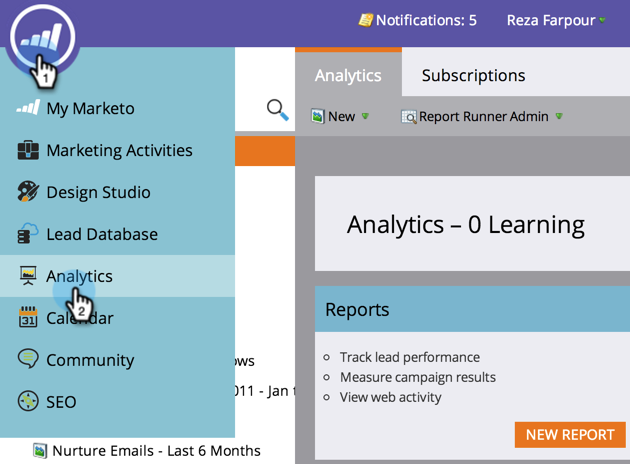 Notifications: 5
Reza Farpour
1
My Marketo
Marketing Activities
Design Studio
Lead Database
Analytics
2
31
Calendar
Community
SEO
011 - Jan
Nurture Emails - Last 6 Months
Analytics
Subscriptions
New
Report Runner Admin
Analytics – 0 Learning
Reports
Track lead performance
Measure campaign results
View web activity
NEW REPORT